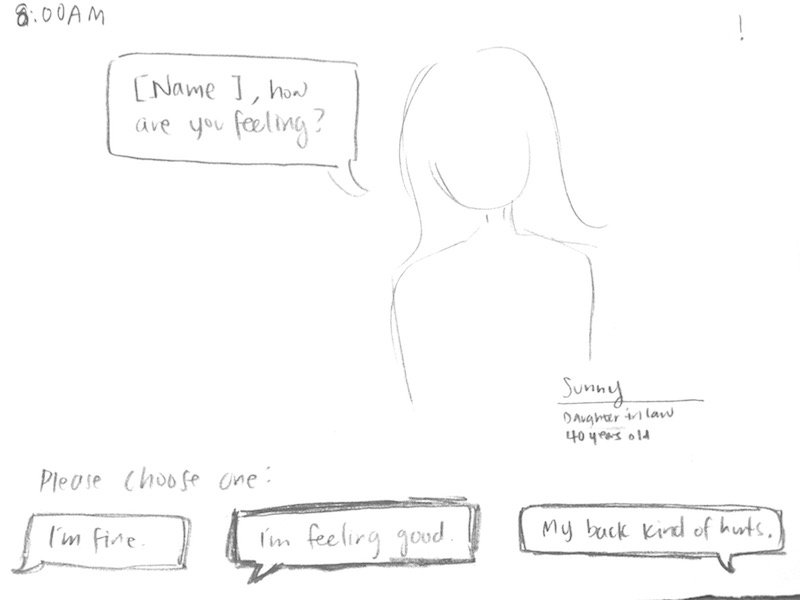 8:00AM
!
[Name], how
are you feeling?
Sunny
Daughter in law
40 years old
Please choose one:
I'm fine.
I'm feeling good.
My back kind of hurts.